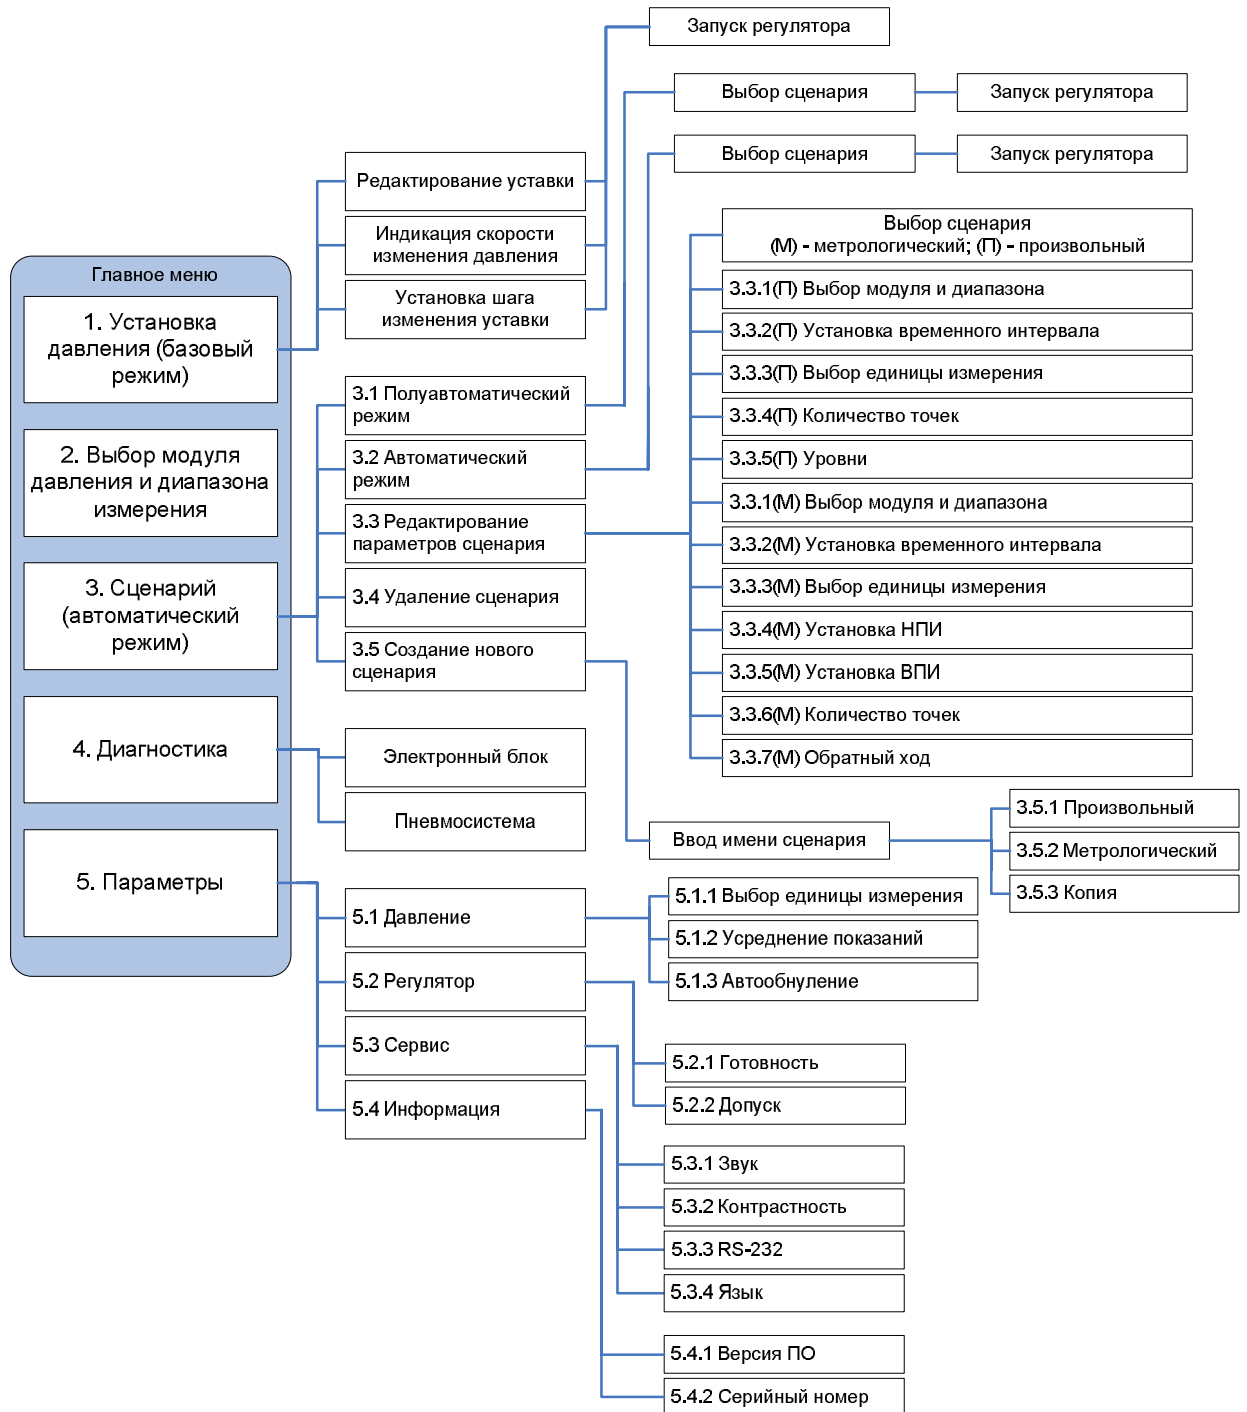 Запуск регулятора
Выбор сценария
Запуск регулятора
Выбор сценария
Запуск регулятора
Главное меню
1. Установка
давления (базовый
режим)
Редактирование уставки
Индикация скорости
изменения давления
Установка шага
изменения уставки
2. Выбор модуля
давления и диапазона
измерения
3. Сценарий
(автоматический
режим)
3.1 Полуавтоматический
режим
3.2 Автоматический
режим
3.3 Редактирование
параметров сценария
3.4 Удаление сценария
3.5 Создание нового
сценария
Выбор сценария
(М) - метрологический; (П) - произвольный
3.3.1(П) Выбор модуля и диапазона
3.3.2(П) Установка временного интервала
3.3.3(П) Выбор единицы измерения
3.3.4(П) Количество точек
3.3.5(П) Уровни
3.3.1(М) Выбор модуля и диапазона
3.3.2(М) Установка временного интервала
3.3.3(М) Выбор единицы измерения
3.3.4(М) Установка НПИ
3.3.5(М) Установка ВПИ
3.3.6(М) Количество точек
3.3.7(М) Обратный ход
Ввод имени сценария
3.5.1 Произвольный
3.5.2 Метрологический
3.5.3 Копия
4. Диагностика
Электронный блок
Пневмосистема
5. Параметры
5.1 Давление
5.2 Регулятор
5.3 Сервис
5.4 Информация
5.1.1 Выбор единицы измерения
5.1.2 Усреднение показаний
5.1.3 Автообнуление
5.2.1 Готовность
5.2.2 Допуск
5.3.1 Звук
5.3.2 Контрастность
5.3.3 RS-232
5.3.4 Язык
5.4.1 Версия ПО
5.4.2 Серийный номер